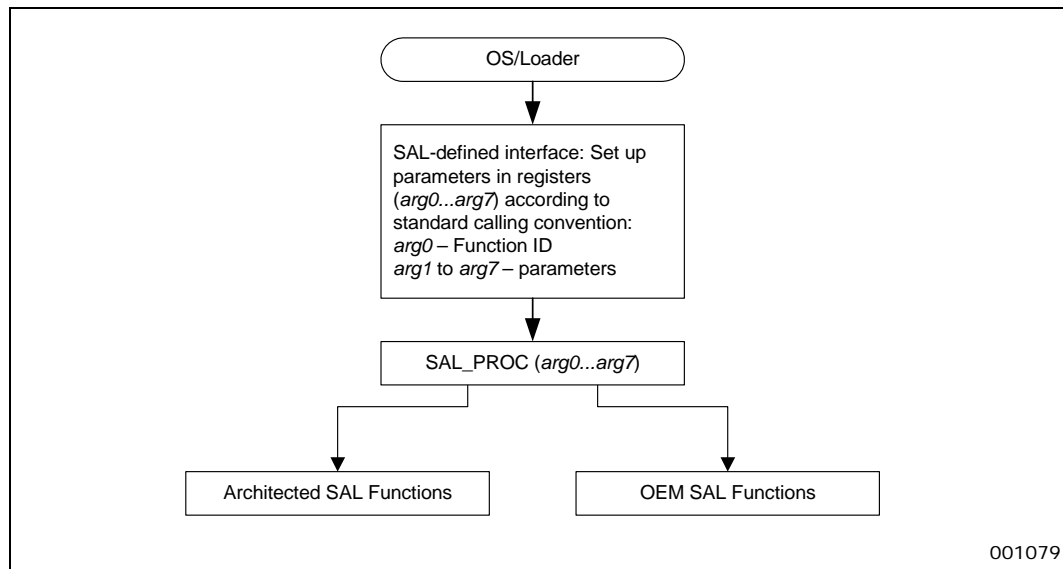 OS/Loader
SAL-defined interface: Set up
parameters in registers
(arg0...arg7) according to
standard calling convention:
arg0 – Function ID
arg1 to arg7 – parameters
SAL_PROC (arg0...arg7)
Architected SAL Functions
OEM SAL Functions
001079